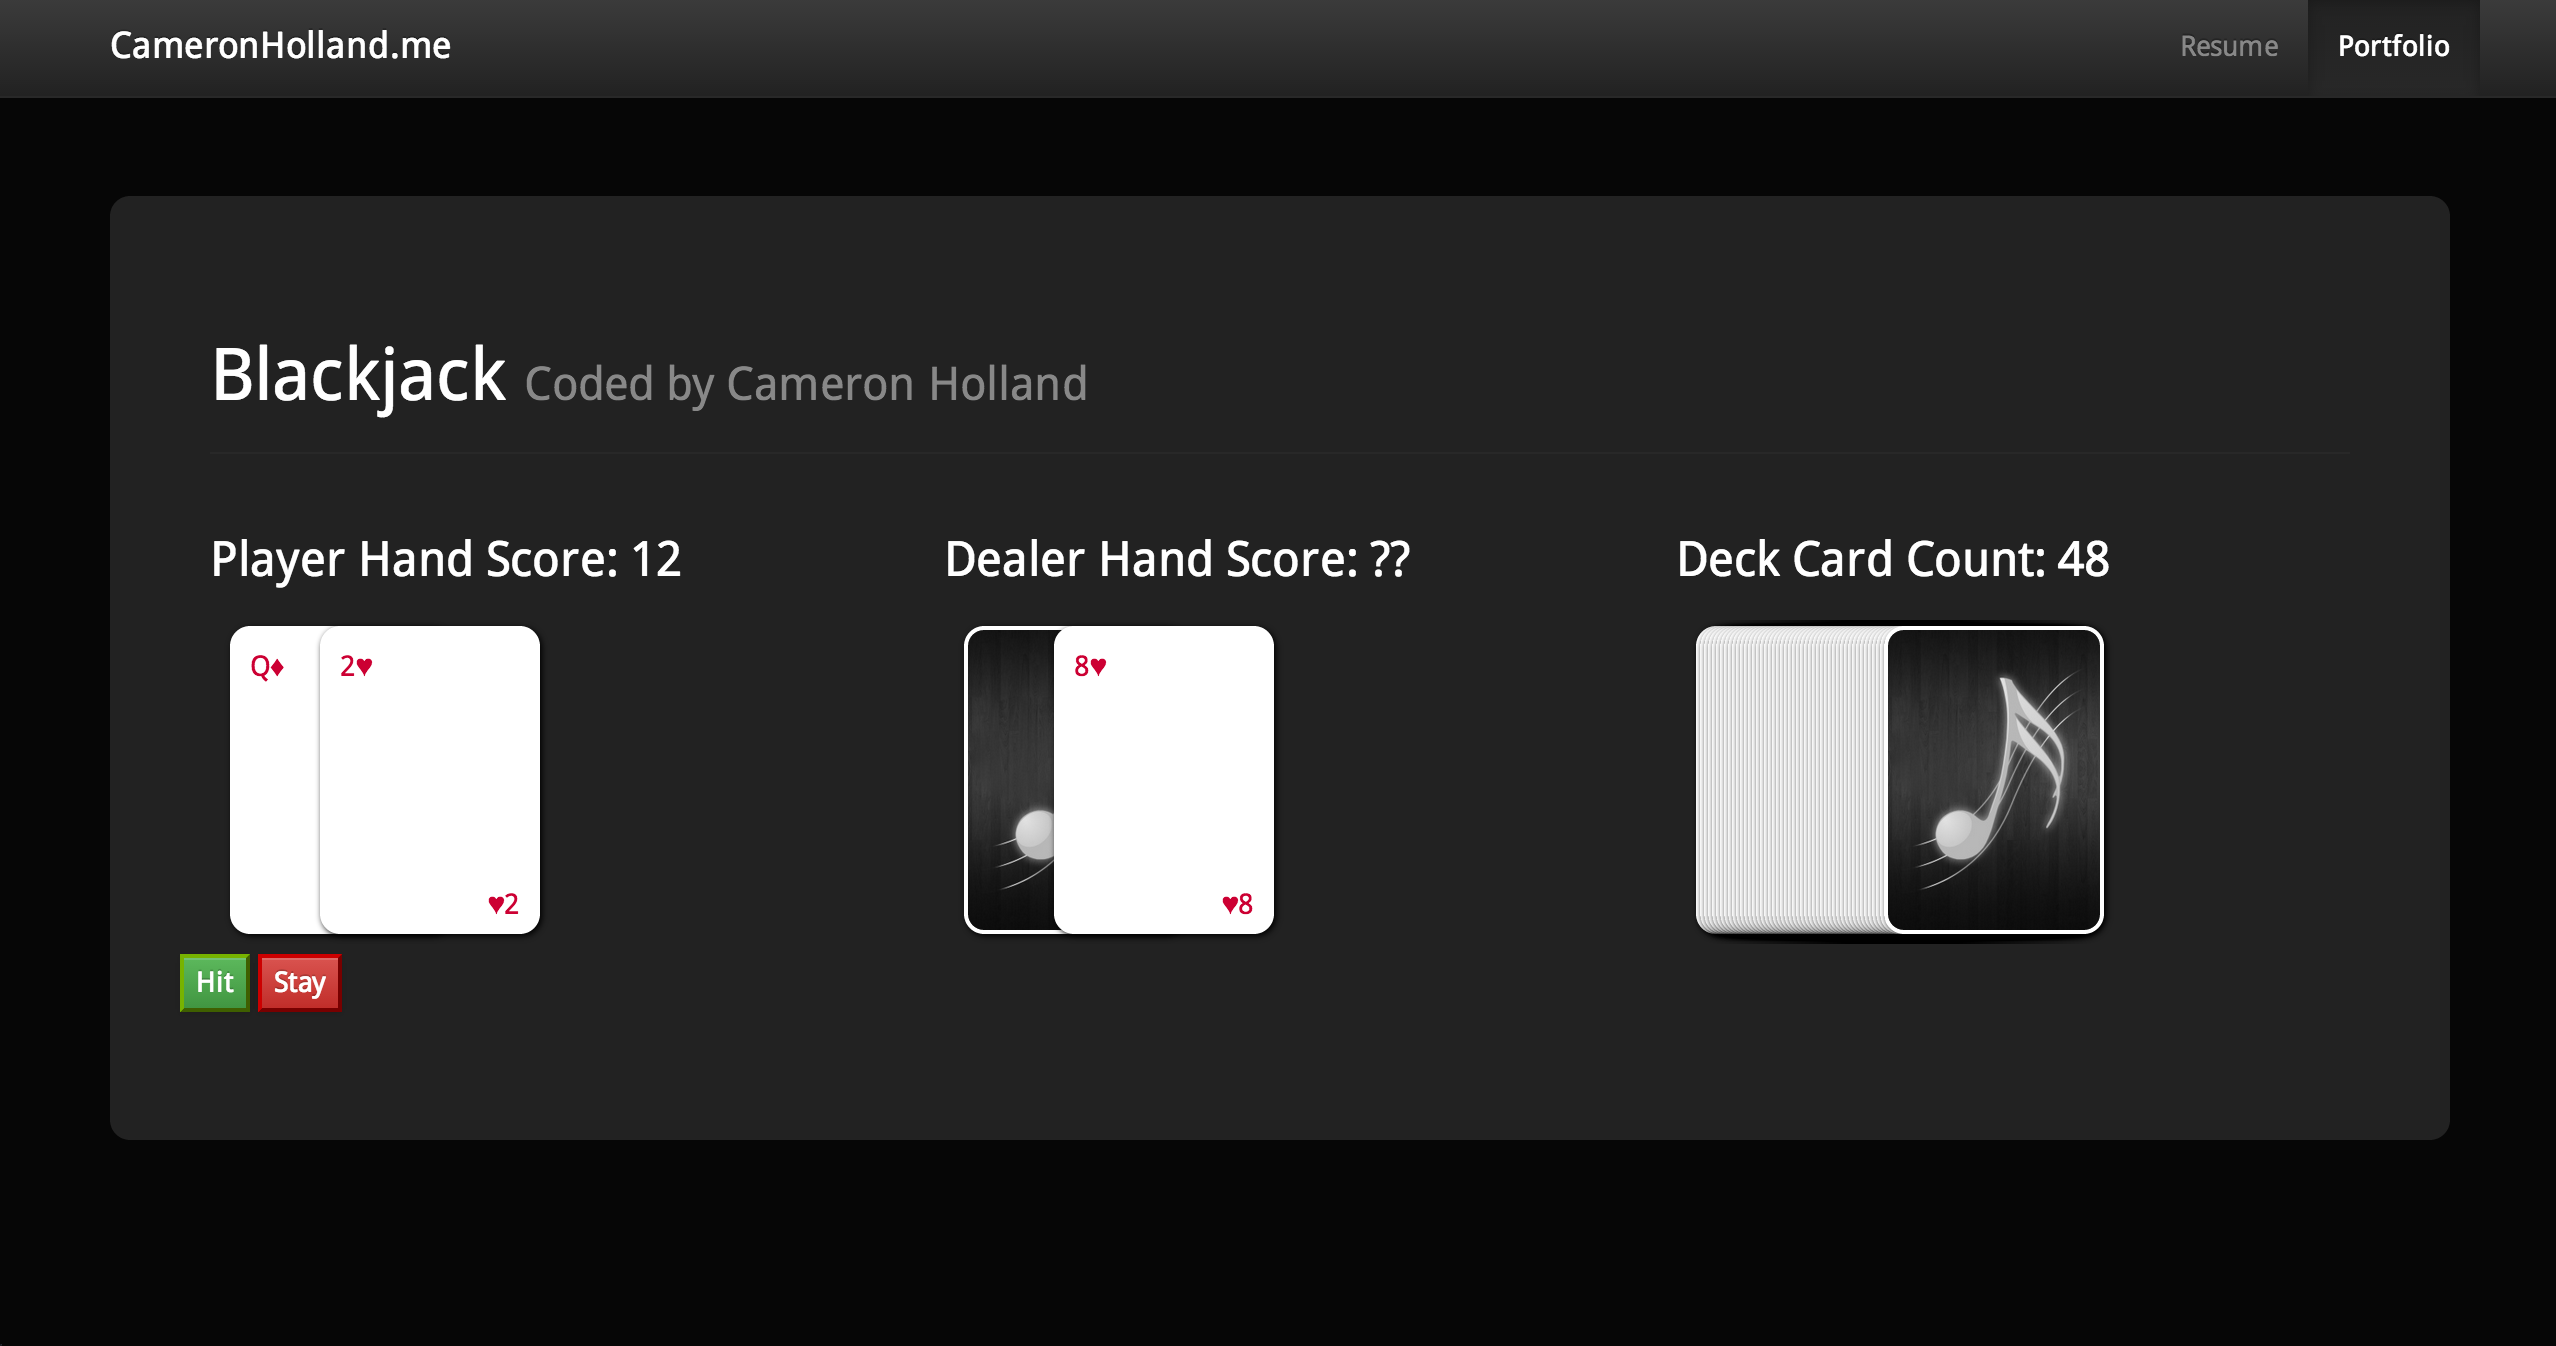 CameronHolland.me
Resume
Portfolio
Blackjack Coded by Cameron Holland
Player Hand Score: 12
Dealer Hand Score: ??
Deck Card Count: 48
Q♦
2♥
♥2
8♥
♥8
Hit
Stay